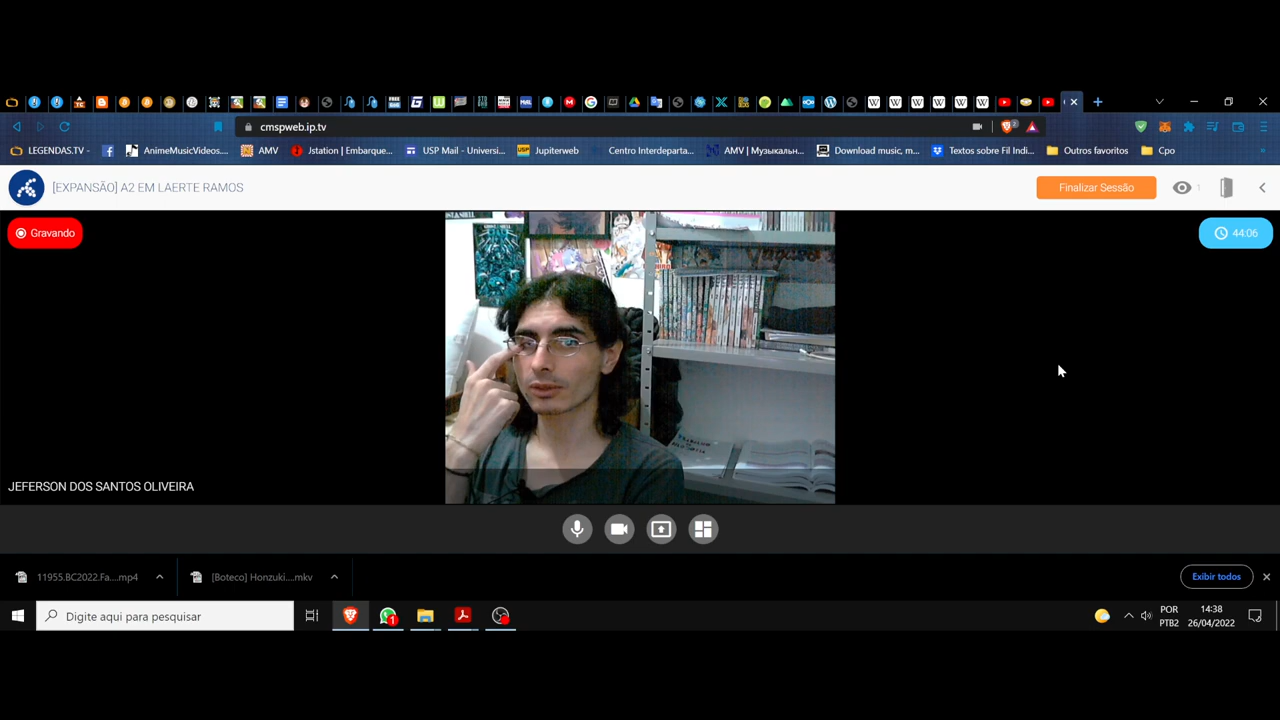 cmspweb.ip.tv
LEGENDAS.TV
AnimeMusicVideos...
AMV
Jstation | Embarque...
USP Mail - Universi...
Jupiterweb
Centro Interdeparta...
AMV | Музыкальн...
Download music, m...
Textos sobre Fil Indi...
Outros favoritos
Cpo
[EXPANSÃO] A2 EM LAERTE RAMOS
Finalizar Sessão
1
Gravando
44:06
JEFERSON DOS SANTOS OLIVEIRA
11955.BC2022.Fa....mp4
[Boteco] Honzuki....mkv
Exibir todos
Digite aqui para pesquisar
1
POR
PTB2
14:38
26/04/2022